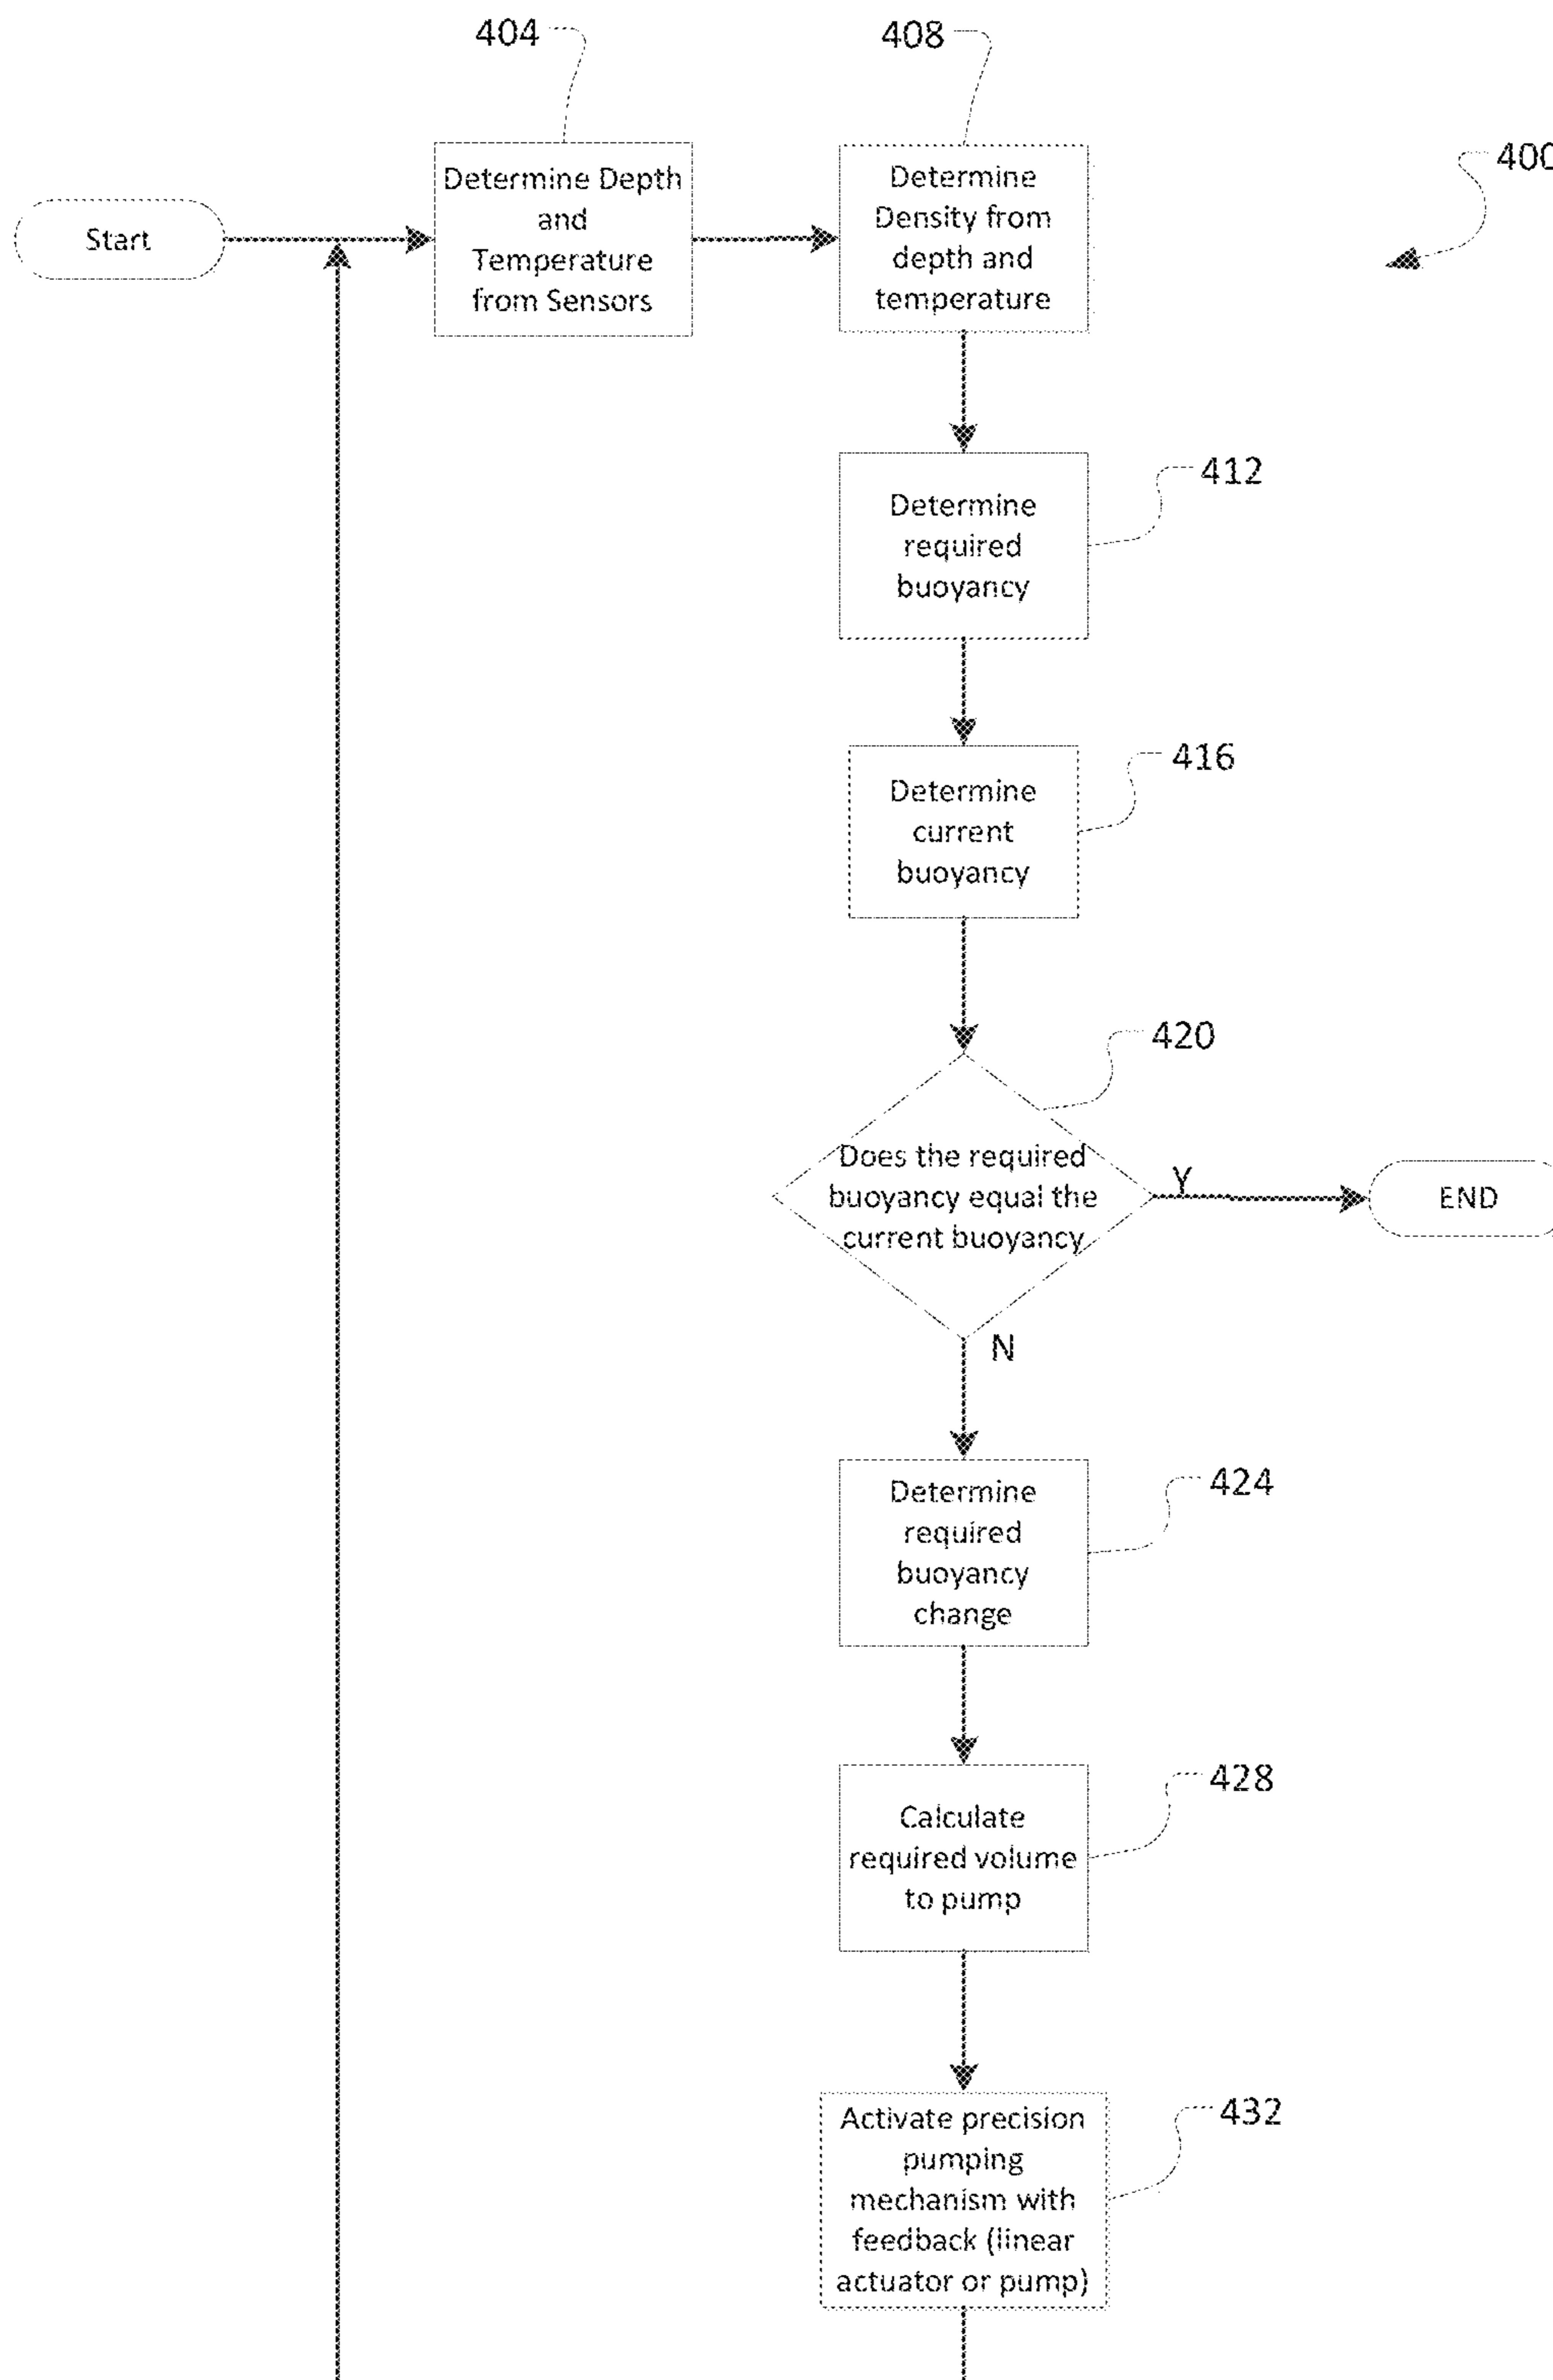 404
408
400
Start
Determine Depth
and
Temperature
from Sensors
Determine
Density from
depth and
temperature
412
Determine
required
buoyancy
416
Determine
current
buoyancy
420
Does the required
buoyancy equal the
current buoyancy
Y
END
N
424
Determine
required
buoyancy
change
428
Calculate
required volume
to pump
432
Activate precision
pumping
mechanism with
feedback (linear
actuator or pump)